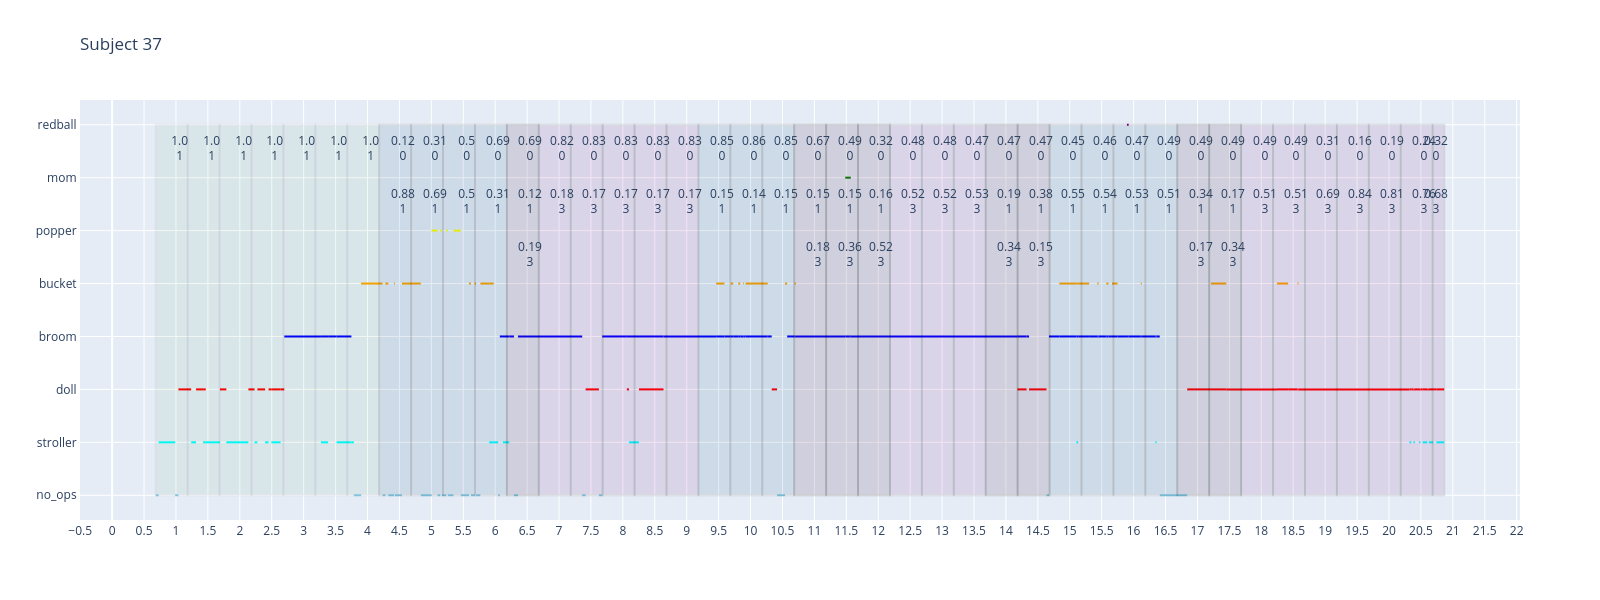 Subject 37
redball
1.0 1.0 1.0 1.0 1.0 1.0 1.0 0.12 0.31 0.5 0.69 0.69 0.82 0.83 0.83 0.83 0.83 0.85 0.86 0.85 0.67 0.49 0.32 0.48 0.48 0.47 0.47 0.47 0.45 0.46 0.47 0.49 0.49 0.49 0.49 0.49 0.31 0.16 0.19 0.24 0.32
1 1 1 1 1 1 1 0 0 0 0 0 0 0 0 0 0 0 0 0 0 0 0 0 0 0 0 0 0 0 0 0 0 0 0 0 0 0 0 0 0
mom
0.88 0.69 0.5 0.31 0.12 0.18 0.17 0.17 0.17 0.17 0.15 0.14 0.15 0.15 0.15 0.16 0.52 0.52 0.53 0.19 0.38 0.55 0.54 0.53 0.51 0.34 0.17 0.51 0.51 0.69 0.84 0.81 0.76 0.68
1 1 1 1 1 3 3 3 3 3 1 1 1 1 1 1 3 3 3 1 1 1 1 1 1 1 1 3 3 3 3 3 3 3
popper
0.19 0.18 0.36 0.52 0.34 0.15 0.17 0.34
3 3 3 3 3 3 3 3
bucket
broom
doll
stroller
no_ops
−0.5 0 0.5 1 1.5 2 2.5 3 3.5 4 4.5 5 5.5 6 6.5 7 7.5 8 8.5 9 9.5 10 10.5 11 11.5 12 12.5 13 13.5 14 14.5 15 15.5 16 16.5 17 17.5 18 18.5 19 19.5 20 20.5 21 21.5 22